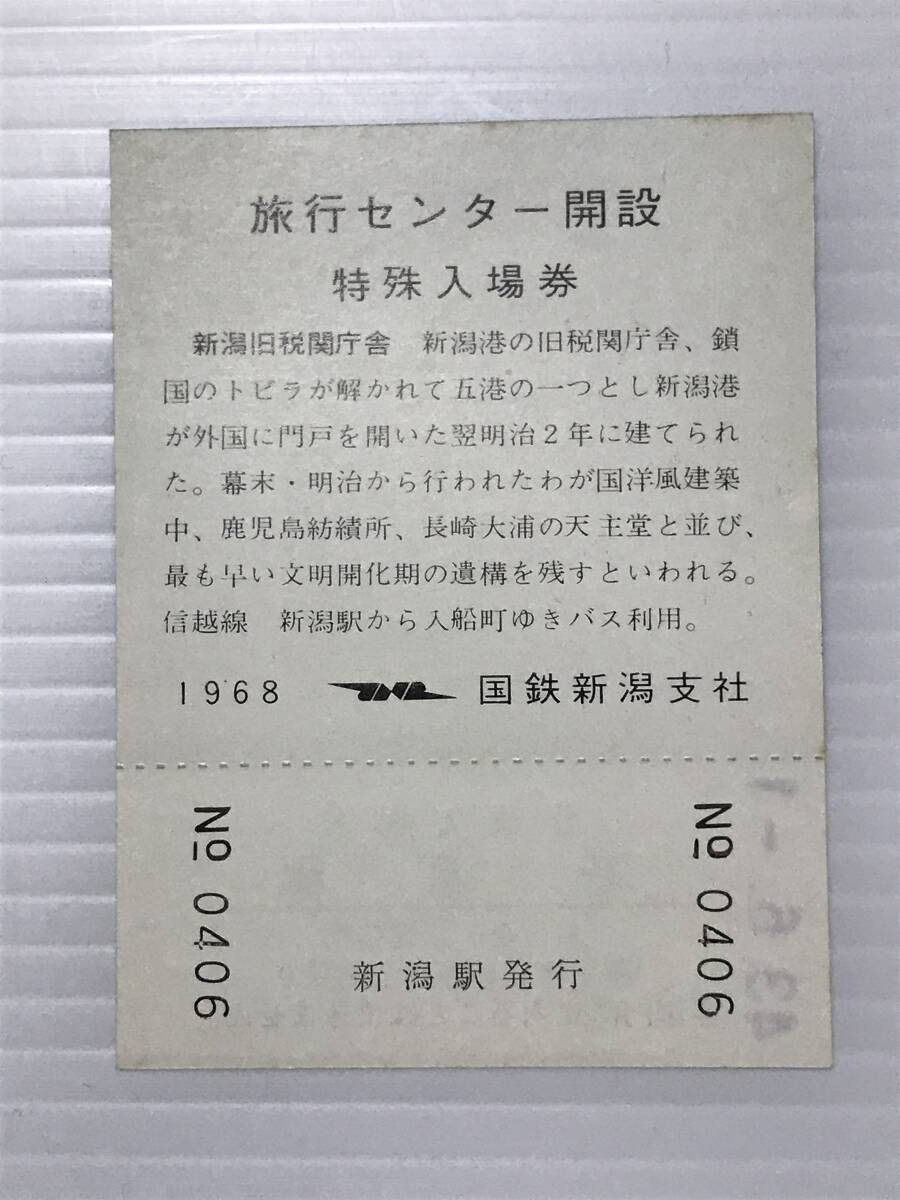 旅行センター開設
特殊入場券
新潟旧税関庁舎　新潟港の旧税関庁舎、鎖
国のトビラが解かれて五港の一つとし新潟港
が外国に門戸を開いた翌明治2年に建てられ
た。幕末・明治から行われたわが国洋風建築
中、鹿児島紡績所、長崎大浦の天主堂と並び、
最も早い文明開化期の遺構を残すといわれる。
信越線　新潟駅から入船町ゆきバス利用。
1968 国鉄新潟支社
№ 0406
№ 0406
新潟駅発行